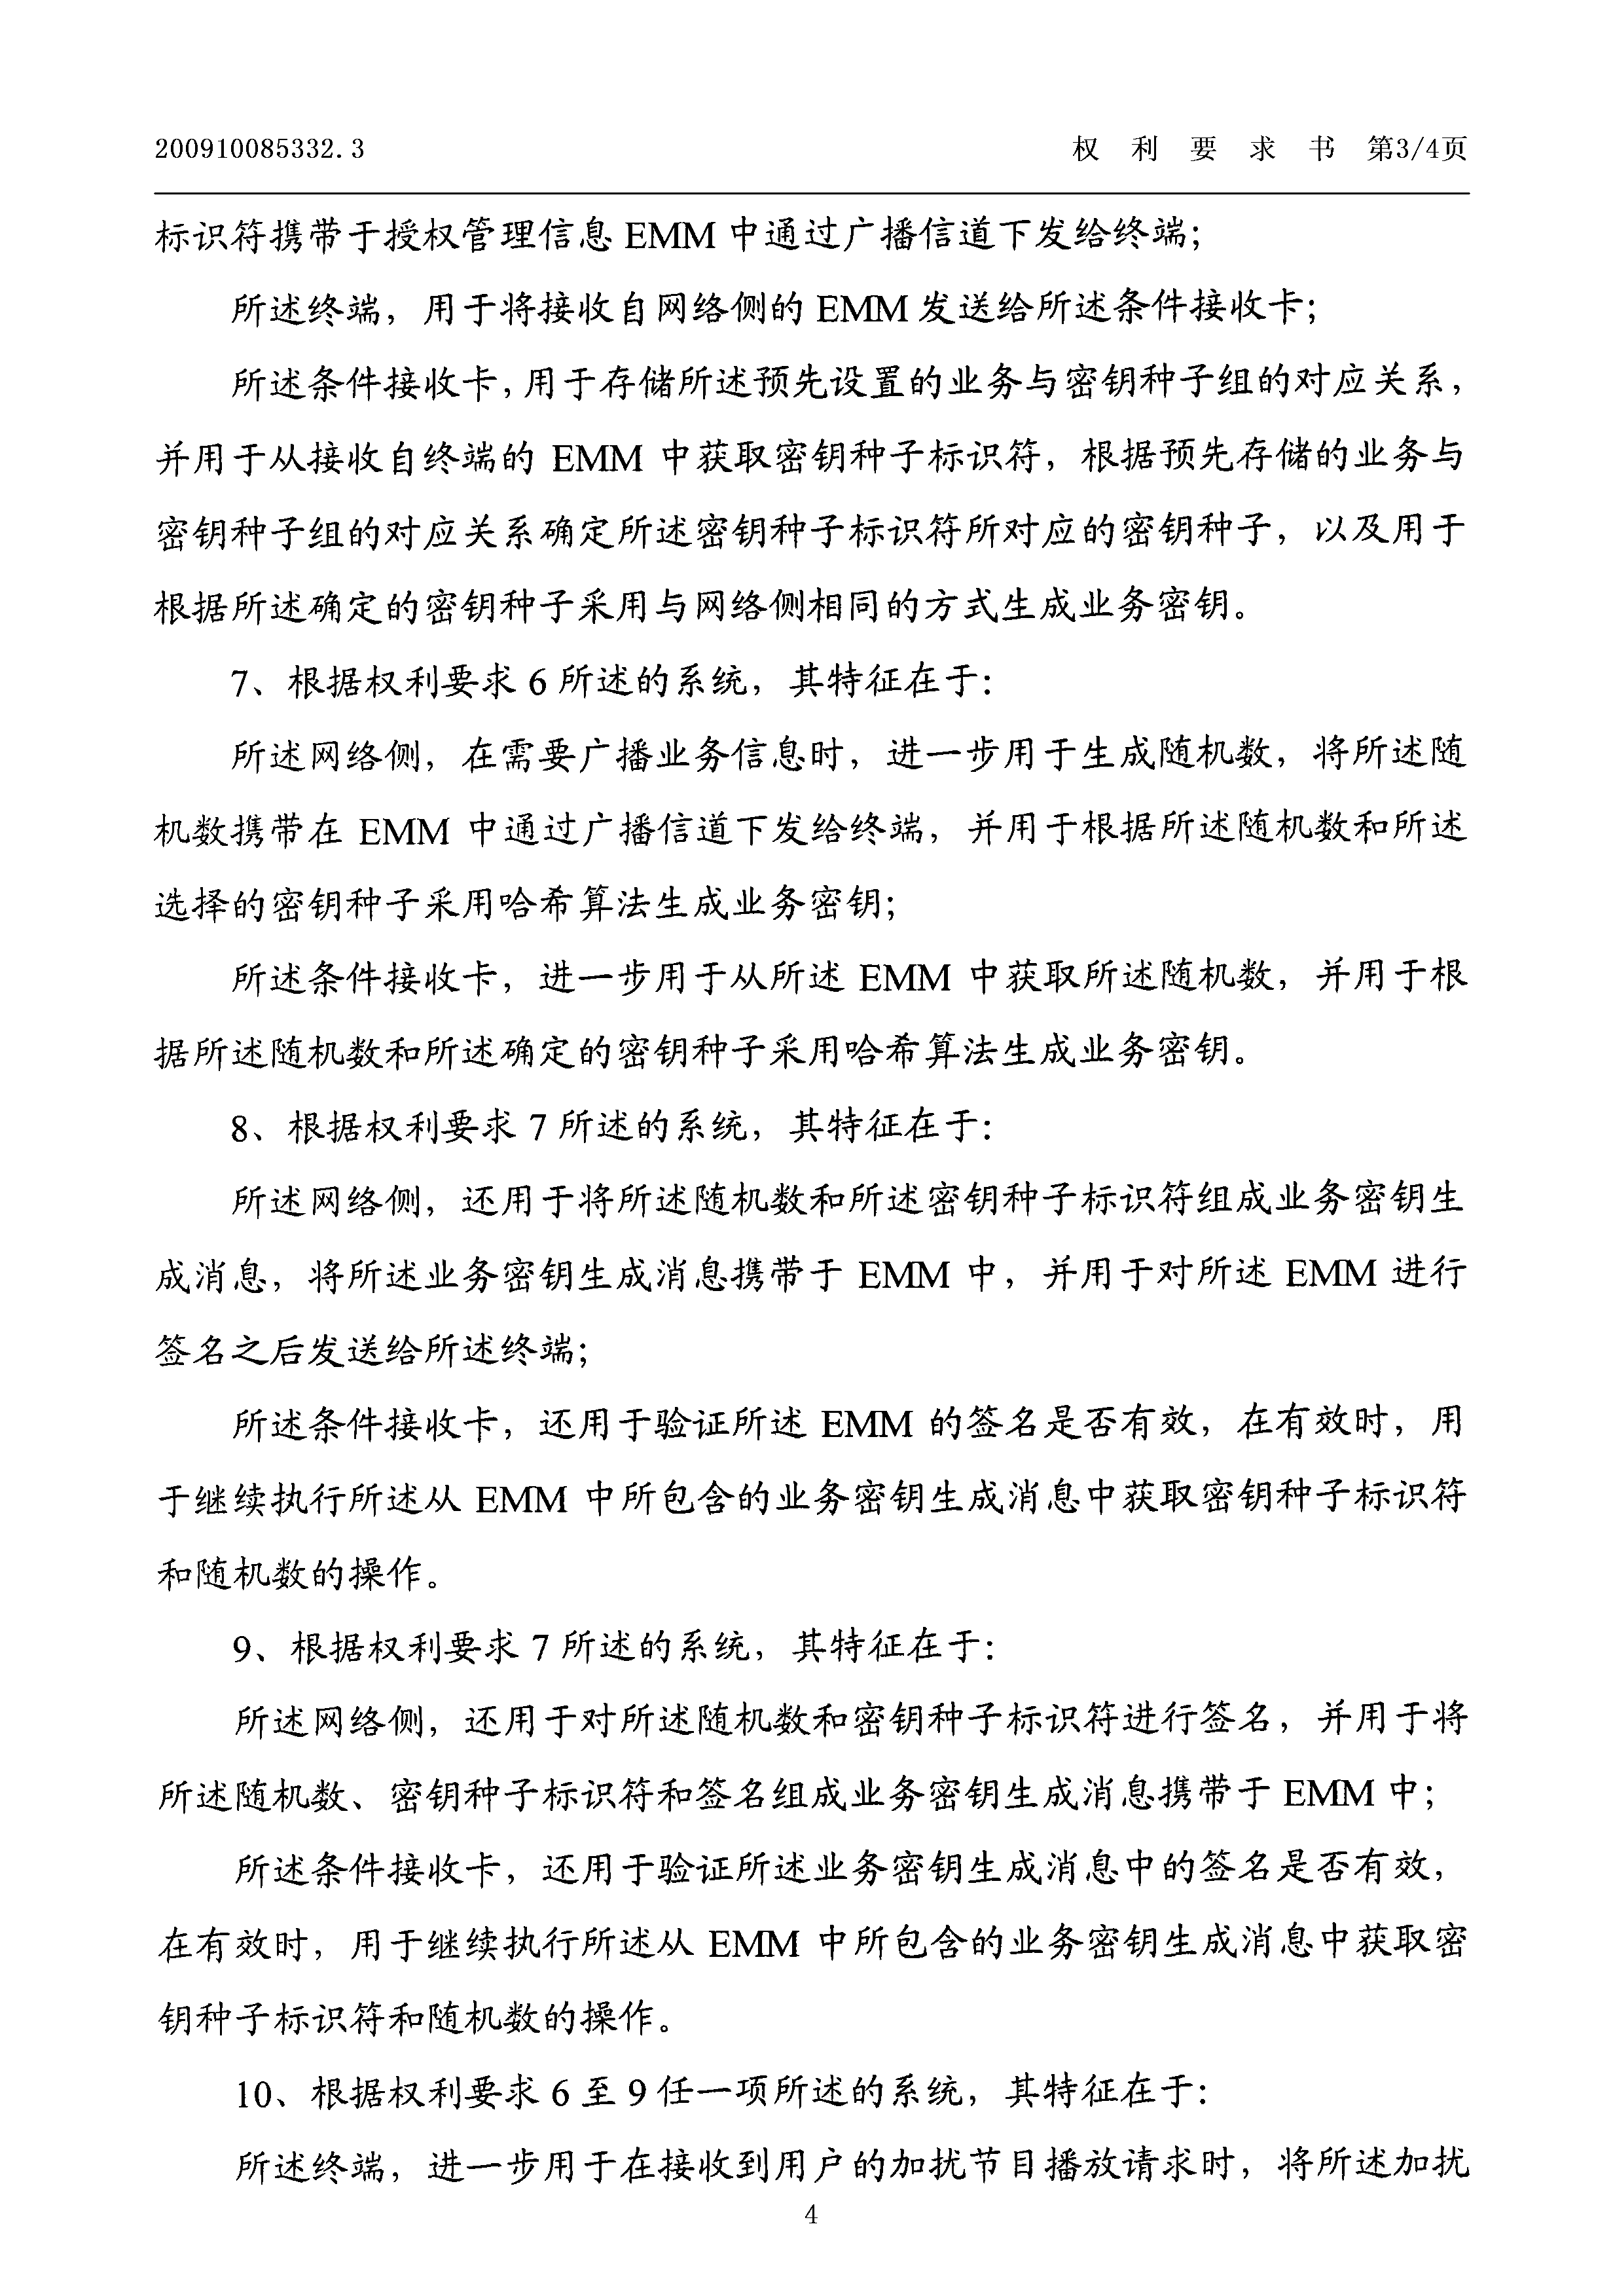 200910085332.3 权 利 要 求 书 第3/4页
标识符携带于授权管理信息 EMM 中通过广播信道下发给终端；
所述终端，用于将接收自网络侧的 EMM 发送给所述条件接收卡；
所述条件接收卡，用于存储所述预先设置的业务与密钥种子组的对应关系，
并用于从接收自终端的 EMM 中获取密钥种子标识符，根据预先存储的业务与
密钥种子组的对应关系确定所述密钥种子标识符所对应的密钥种子，以及用于
根据所述确定的密钥种子采用与网络侧相同的方式生成业务密钥。
7、根据权利要求 6 所述的系统，其特征在于：
所述网络侧，在需要广播业务信息时，进一步用于生成随机数，将所述随
机数携带在 EMM 中通过广播信道下发给终端，并用于根据所述随机数和所述
选择的密钥种子采用哈希算法生成业务密钥；
所述条件接收卡，进一步用于从所述 EMM 中获取所述随机数，并用于根
据所述随机数和所述确定的密钥种子采用哈希算法生成业务密钥。
8、根据权利要求 7 所述的系统，其特征在于：
所述网络侧，还用于将所述随机数和所述密钥种子标识符组成业务密钥生
成消息，将所述业务密钥生成消息携带于 EMM 中，并用于对所述 EMM 进行
签名之后发送给所述终端；
所述条件接收卡，还用于验证所述 EMM 的签名是否有效，在有效时，用
于继续执行所述从 EMM 中所包含的业务密钥生成消息中获取密钥种子标识符
和随机数的操作。
9、根据权利要求 7 所述的系统，其特征在于：
所述网络侧，还用于对所述随机数和密钥种子标识符进行签名，并用于将
所述随机数、密钥种子标识符和签名组成业务密钥生成消息携带于 EMM 中；
所述条件接收卡，还用于验证所述业务密钥生成消息中的签名是否有效，
在有效时，用于继续执行所述从 EMM 中所包含的业务密钥生成消息中获取密
钥种子标识符和随机数的操作。
10、根据权利要求 6 至 9 任一项所述的系统，其特征在于：
所述终端，进一步用于在接收到用户的加扰节目播放请求时，将所述加扰
4